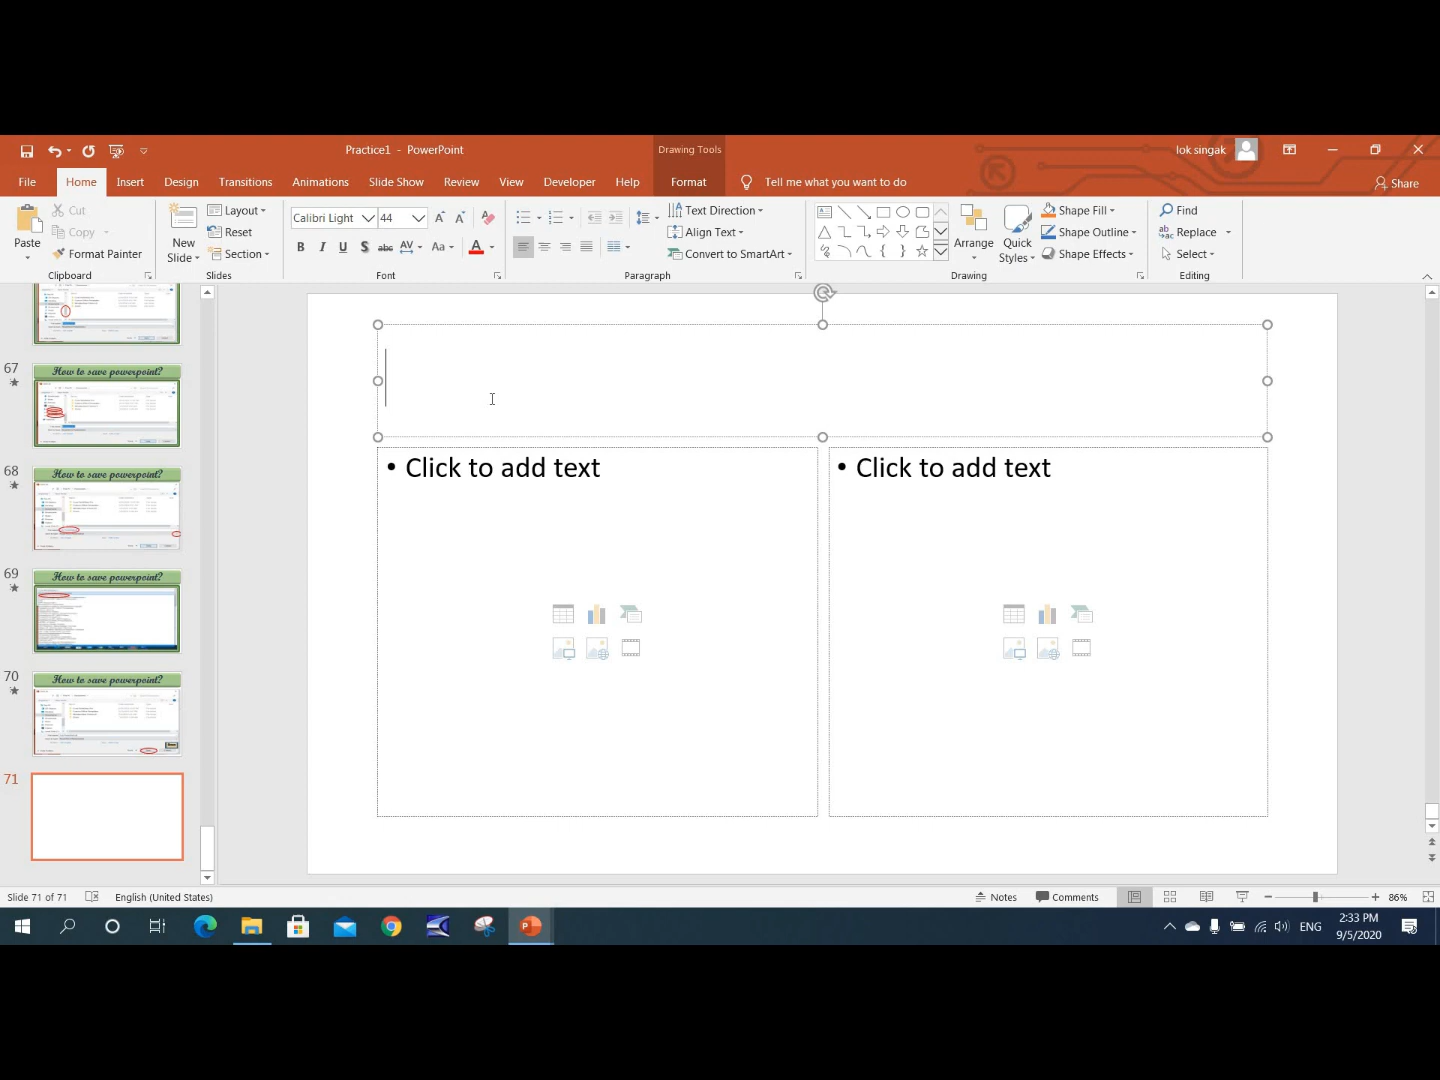 Practice1 - PowerPoint
Drawing Tools
lok singak
File Home Insert Design Transitions Animations Slide Show Review View Developer Help Format Tell me what you want to do Share
Paste
Cut
Copy
Format Painter
Clipboard
New Slide
Layout
Reset
Section
Slides
Calibri Light 44
B I U S abc AV Aa A
Font
Text Direction
Align Text
Convert to SmartArt
Paragraph
Arrange
Quick Styles
Shape Fill
Shape Outline
Shape Effects
Drawing
Find
Replace
Select
Editing
67
How to save powerpoint?
68
How to save powerpoint?
69
How to save powerpoint?
70
How to save powerpoint?
71
• Click to add text
• Click to add text
Slide 71 of 71 English (United States) Notes Comments 86%
ENG
2:33 PM
9/5/2020